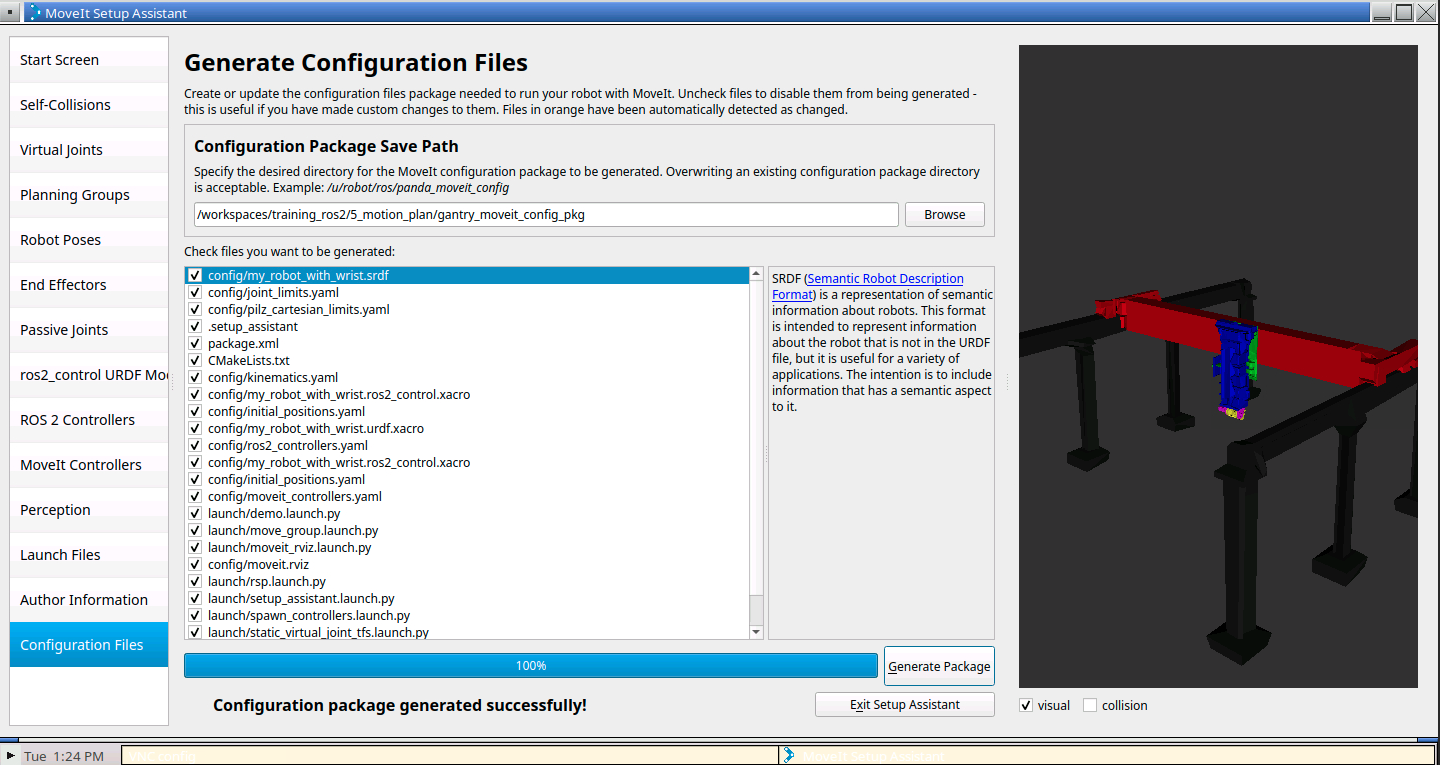 MoveIt Setup Assistant
Start Screen
Self-Collisions
Virtual Joints
Planning Groups
Robot Poses
End Effectors
Passive Joints
ros2_control URDF Mo
ROS 2 Controllers
MoveIt Controllers
Perception
Launch Files
Author Information
Configuration Files
Generate Configuration Files
Create or update the configuration files package needed to run your robot with MoveIt. Uncheck files to disable them from being generated -
this is useful if you have made custom changes to them. Files in orange have been automatically detected as changed.
Configuration Package Save Path
Specify the desired directory for the MoveIt configuration package to be generated. Overwriting an existing configuration package directory
is acceptable. Example: /u/robot/ros/panda_moveit_config
/workspaces/training_ros2/5_motion_plan/gantry_moveit_config_pkg
Browse
Check files you want to be generated:
config/my_robot_with_wrist.srdf
config/joint_limits.yaml
config/pilz_cartesian_limits.yaml
.setup_assistant
package.xml
CMakeLists.txt
config/kinematics.yaml
config/my_robot_with_wrist.ros2_control.xacro
config/initial_positions.yaml
config/my_robot_with_wrist.urdf.xacro
config/ros2_controllers.yaml
config/my_robot_with_wrist.ros2_control.xacro
config/initial_positions.yaml
config/moveit_controllers.yaml
launch/demo.launch.py
launch/move_group.launch.py
launch/moveit_rviz.launch.py
config/moveit.rviz
launch/rsp.launch.py
launch/setup_assistant.launch.py
launch/spawn_controllers.launch.py
launch/static_virtual_joint_tfs.launch.py
SRDF (Semantic Robot Description
Format) is a representation of semantic
information about robots. This format
is intended to represent information
about the robot that is not in the URDF
file, but it is useful for a variety of
applications. The intention is to include
information that has a semantic aspect
to it.
100%
Generate Package
Configuration package generated successfully!
Exit Setup Assistant
visual
collision
Tue 1:24 PM
MoveIt Setup Assistant